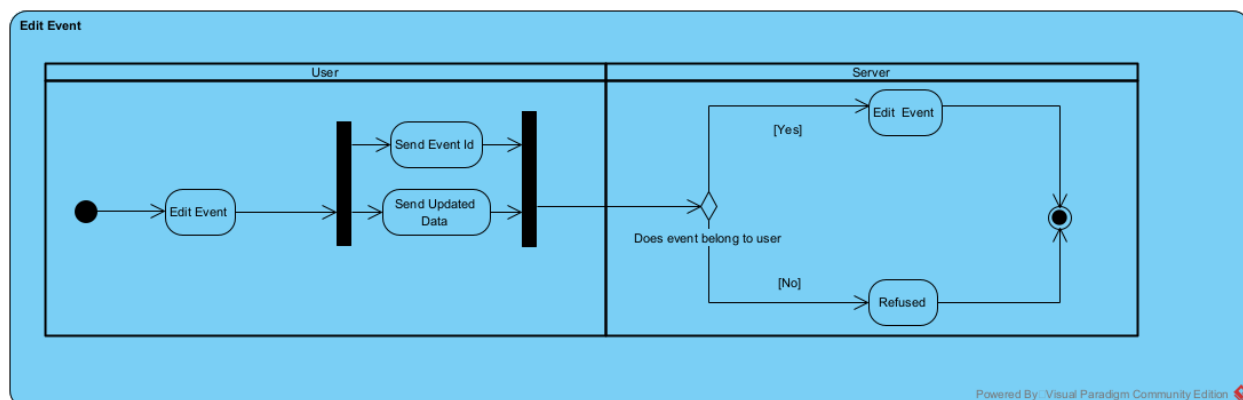 Edit Event
User
Server
Edit Event
Send Event Id
Send Updated
Data
Does event belong to user
[Yes]
Edit Event
[No]
Refused
Powered By: Visual Paradigm Community Edition